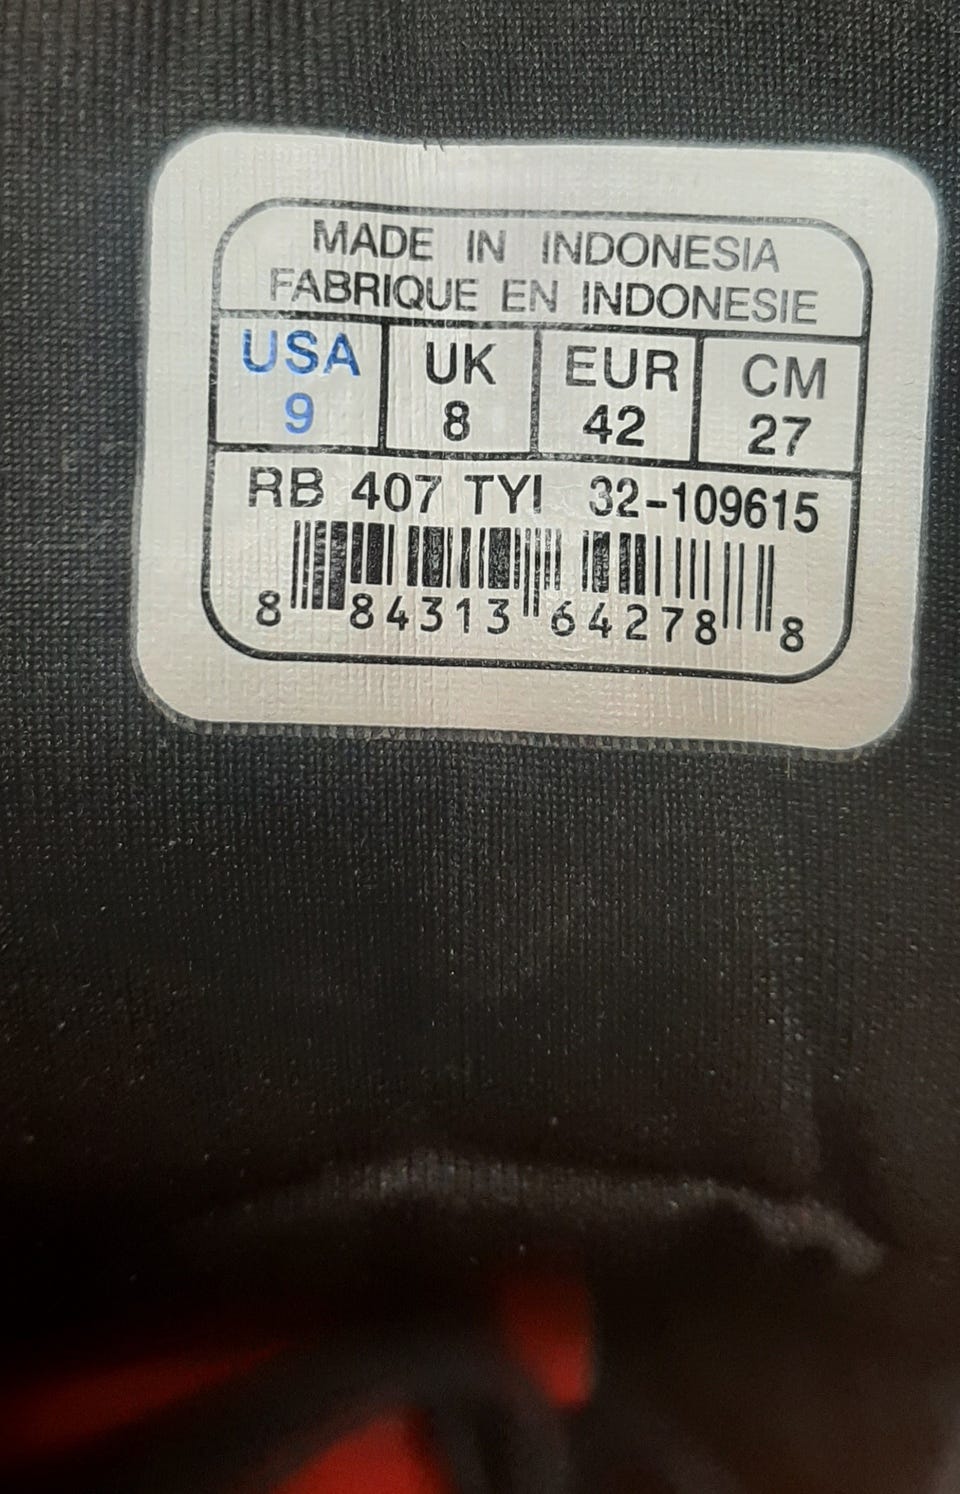 MADE IN INDONESIA
FABRIQUE EN INDONESIE
USA UK EUR CM
9 8 42 27
RB 407 TYI 32-109615
8 84313 64278 8